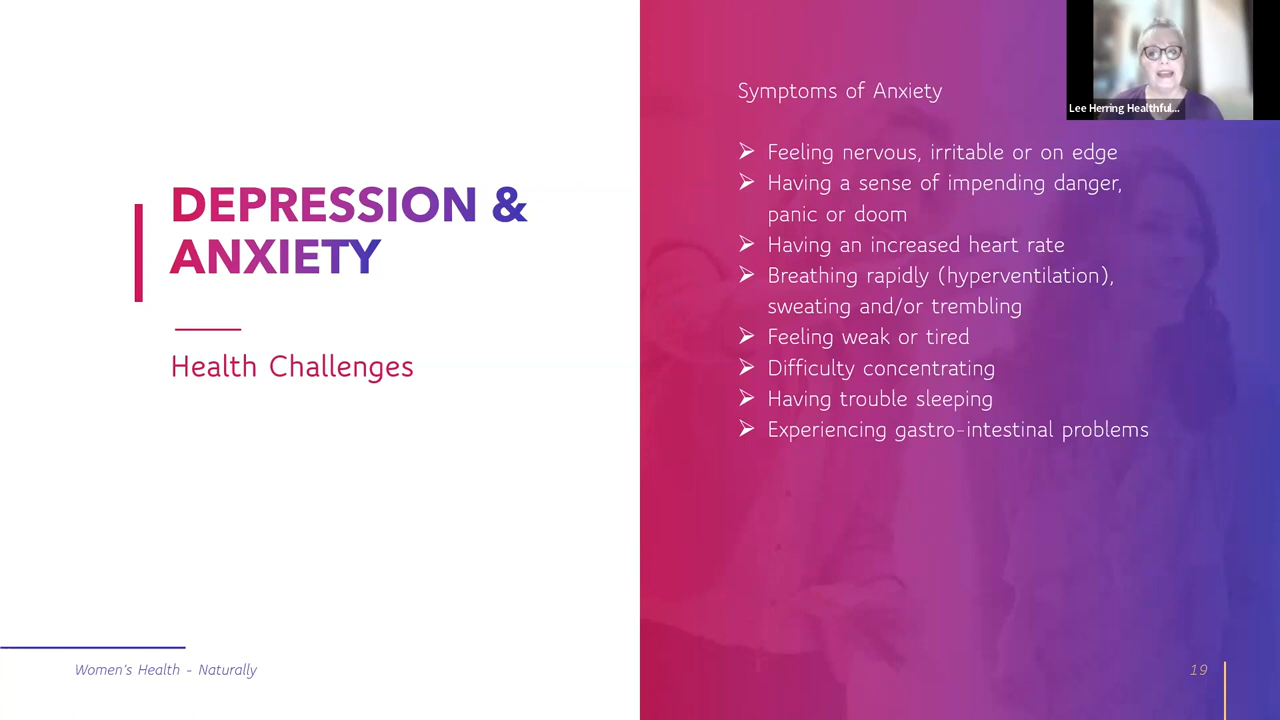 DEPRESSION &
ANXIETY
Health Challenges
Women's Health - Naturally
Symptoms of Anxiety
➢ Feeling nervous, irritable or on edge
➢ Having a sense of impending danger,
panic or doom
➢ Having an increased heart rate
➢ Breathing rapidly (hyperventilation),
sweating and/or trembling
➢ Feeling weak or tired
➢ Difficulty concentrating
➢ Having trouble sleeping
➢ Experiencing gastro-intestinal problems
Lee Herring Healthful...
19